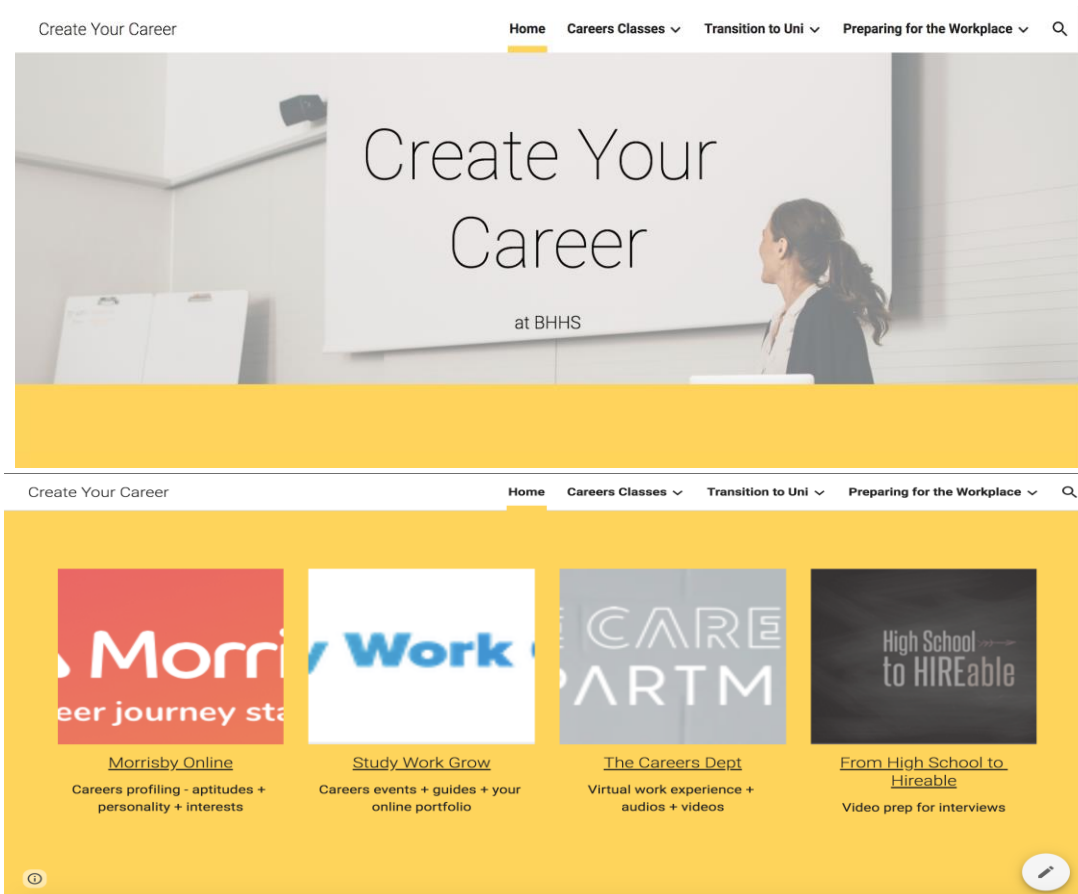 Create Your Career
Home Careers Classes Transition to Uni Preparing for the Workplace
Create Your
Career
at BHHS
Create Your Career
Home Careers Classes Transition to Uni Preparing for the Workplace
Morri
eer journey sta
y Work
E CARE
PARTM
High School
to HIREable
Morrisby Online
Careers profiling - aptitudes +
personality + interests
Study Work Grow
Careers events + guides + your
online portfolio
The Careers Dept
Virtual work experience +
audios + videos
From High School to
Hireable
Video prep for interviews